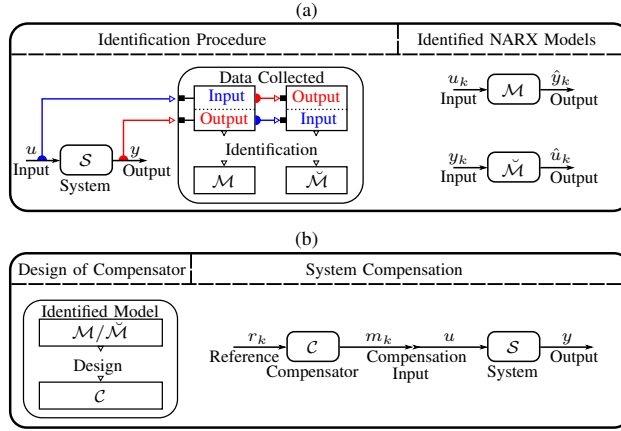 (a)
Identification Procedure
Identified NARX Models
Data Collected
Input Output
Output Input
u y
S
Input Output
System
Identification
M M̆
u_k ŷ_k
M
Input Output
y_k û_k
M̆
Input Output
(b)
Design of Compensator
System Compensation
Identified Model
M/M̆
Design
C
r_k m_k u y
C S
Reference Compensation Output
Compensator Input System